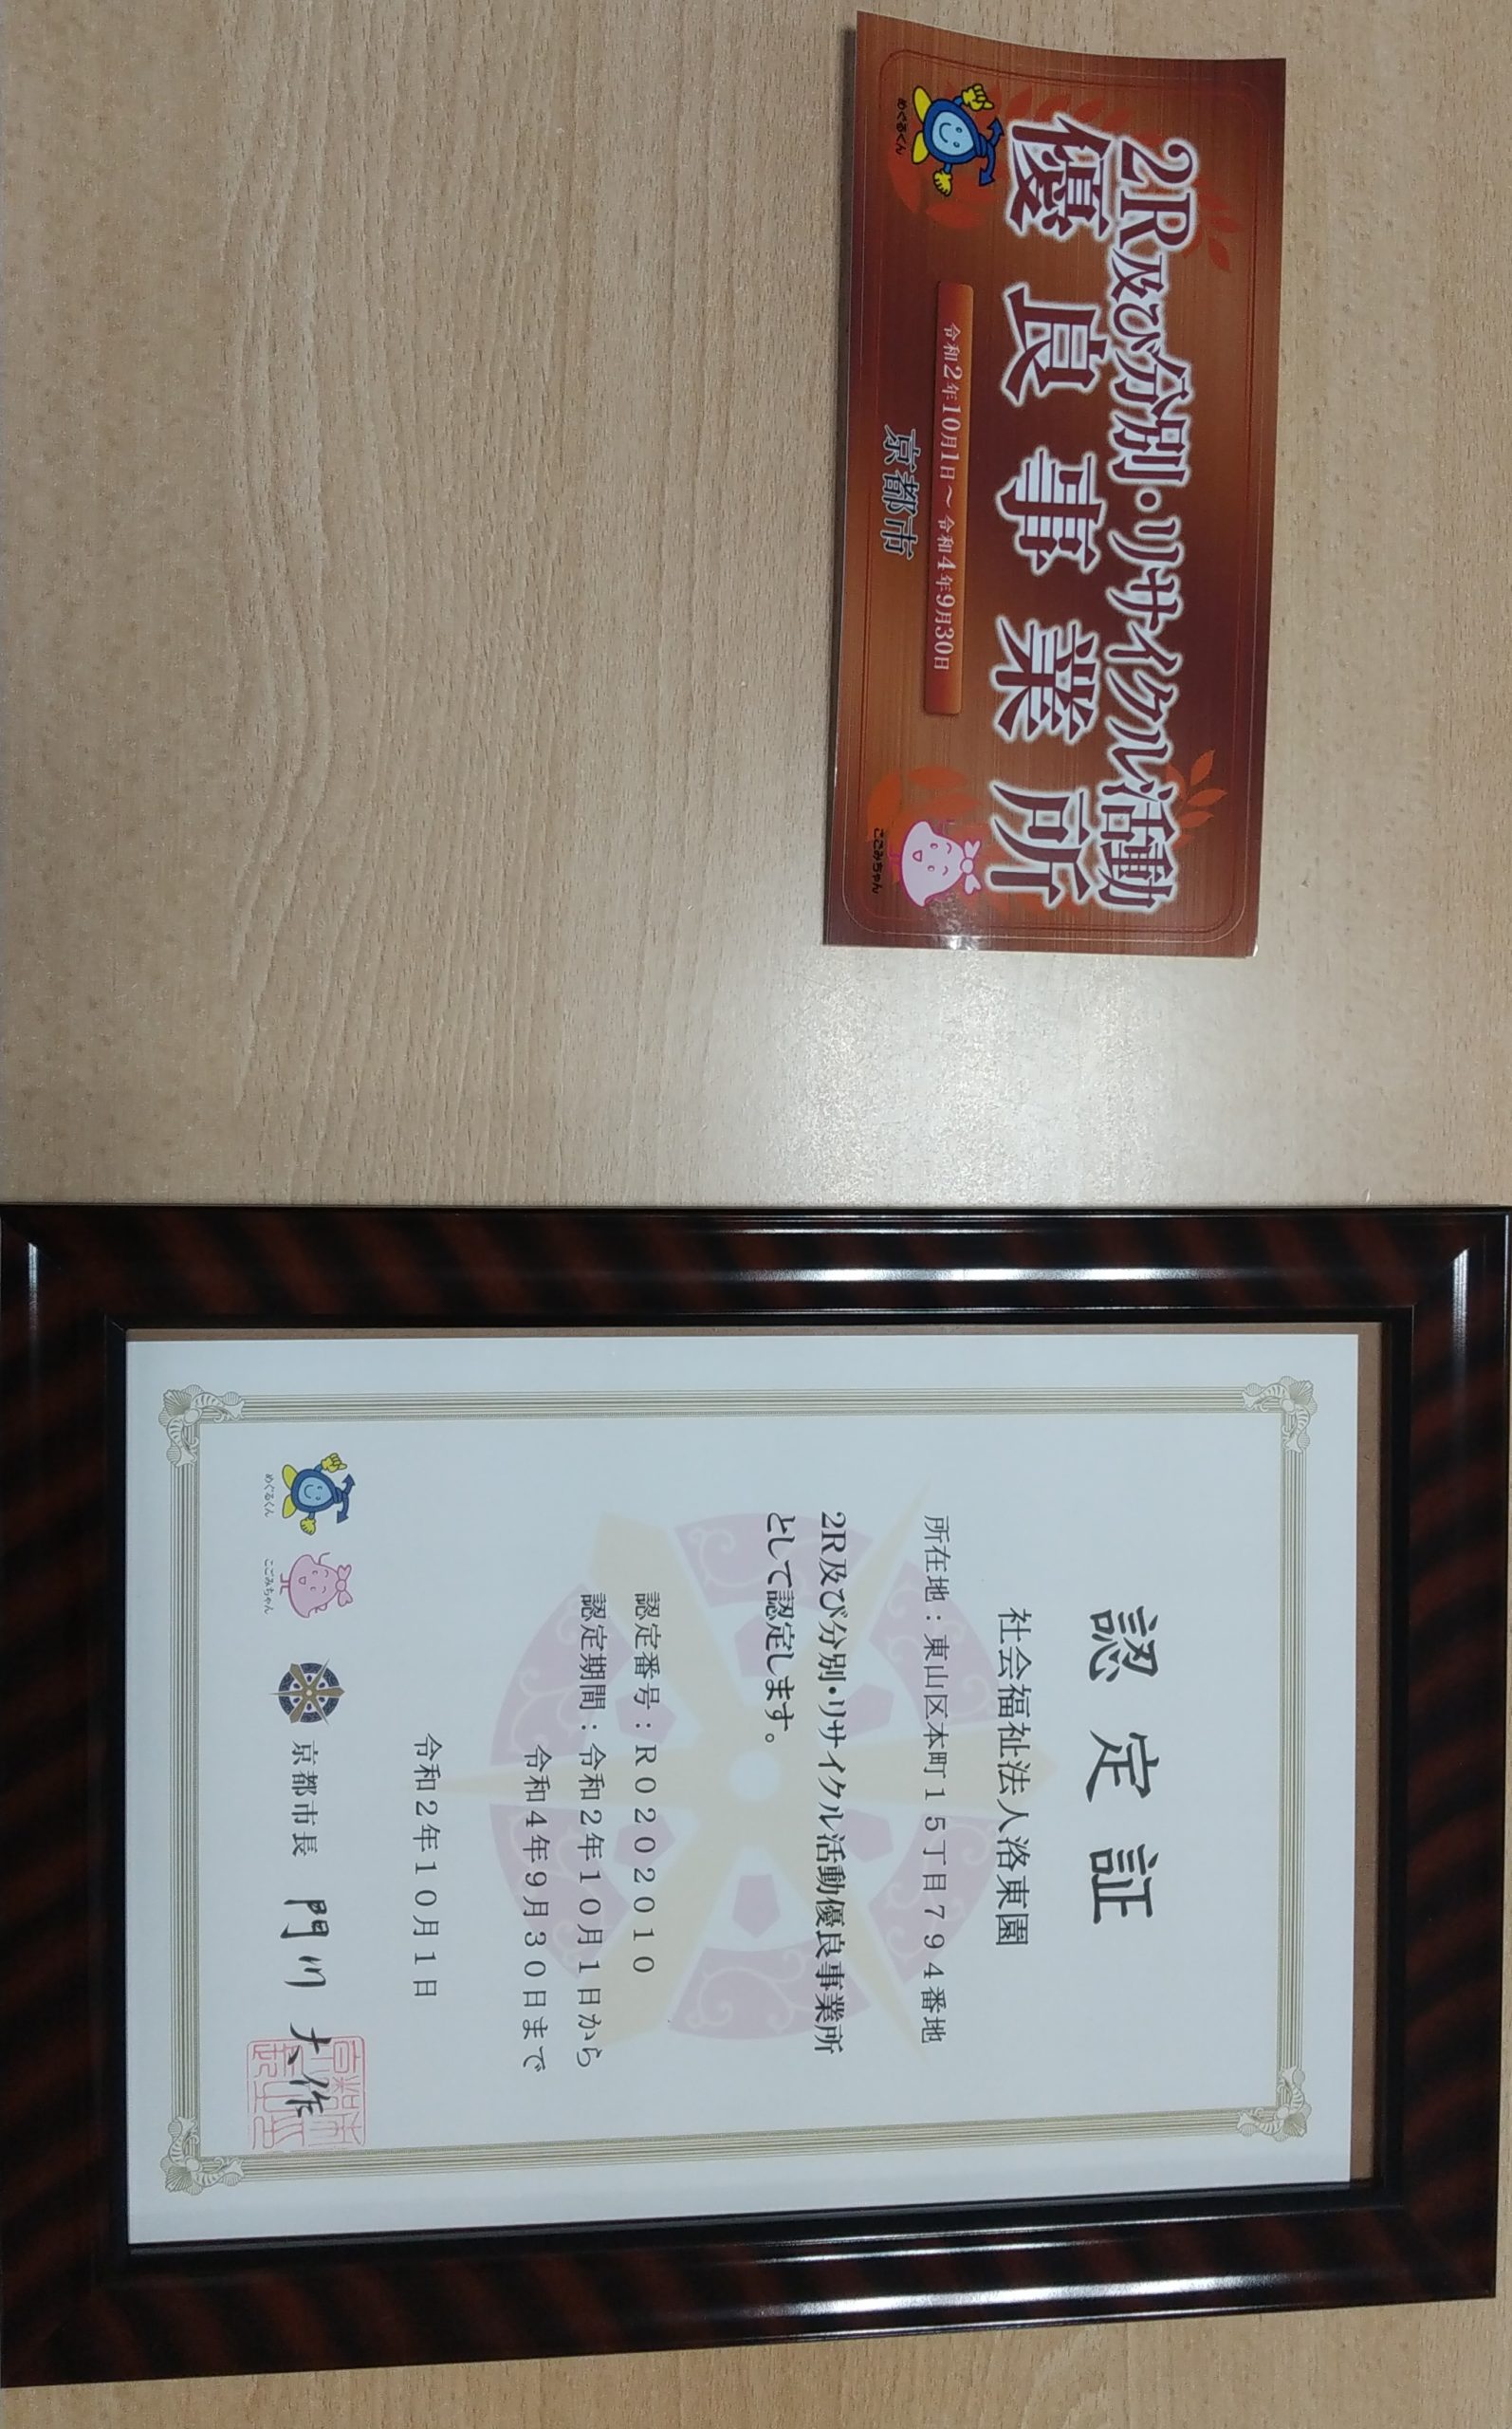 2R及び分別・リサイクル活動
優良事業所
令和2年10月1日～令和4年9月30日
京都市
めぐるくん
こごみちゃん
認定証
社会福祉法人洛東園
所在地：東山区本町１５丁目７９４番地
2R及び分別・リサイクル活動優良事業所
として認定します。
認定番号：Ｒ０２０２０１０
認定期間：令和２年１０月１日から
令和４年９月３０日まで
令和２年１０月１日
めぐるくん
こごみちゃん
京都市長 門川 大作